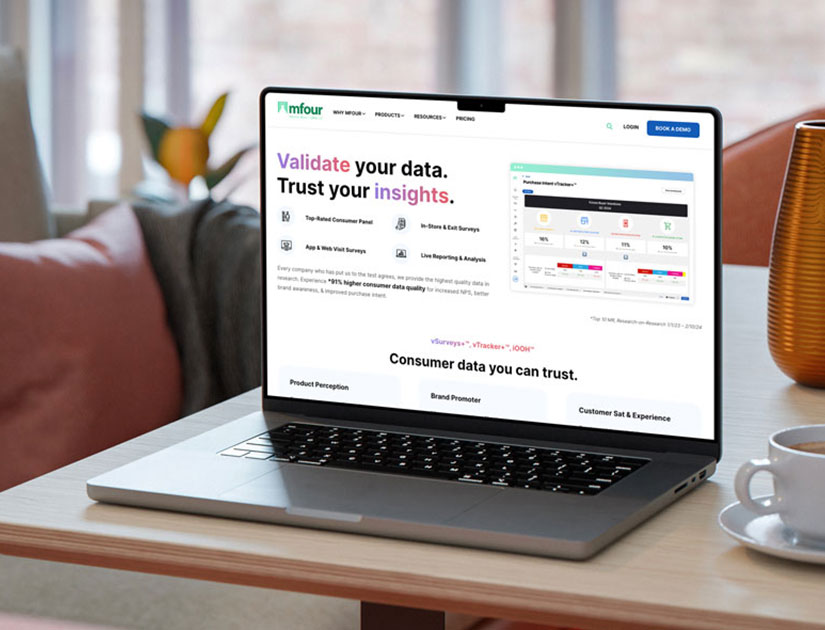 mfour
WHY MFOUR
PRODUCTS
RESOURCES
PRICING
LOGIN
BOOK A DEMO
Validate your data.
Trust your insights.
Top-Rated Consumer Panel
In-Store & Exit Surveys
App & Web Visit Surveys
Live Reporting & Analysis
Every company who has put us to the test agrees, we provide the highest quality data in
research. Experience *91% higher consumer data quality for increased NPS, better
brand awareness, & improved purchase intent.
Purchase Intent vTracker+™
16%
12%
11%
10%
*Top 10 MR, Research-on-Research 1/1/23 - 2/10/24
vSurveys+™, vTracker+™, iOOH™
Consumer data you can trust.
Product Perception
Brand Promoter
Customer Sat & Experience